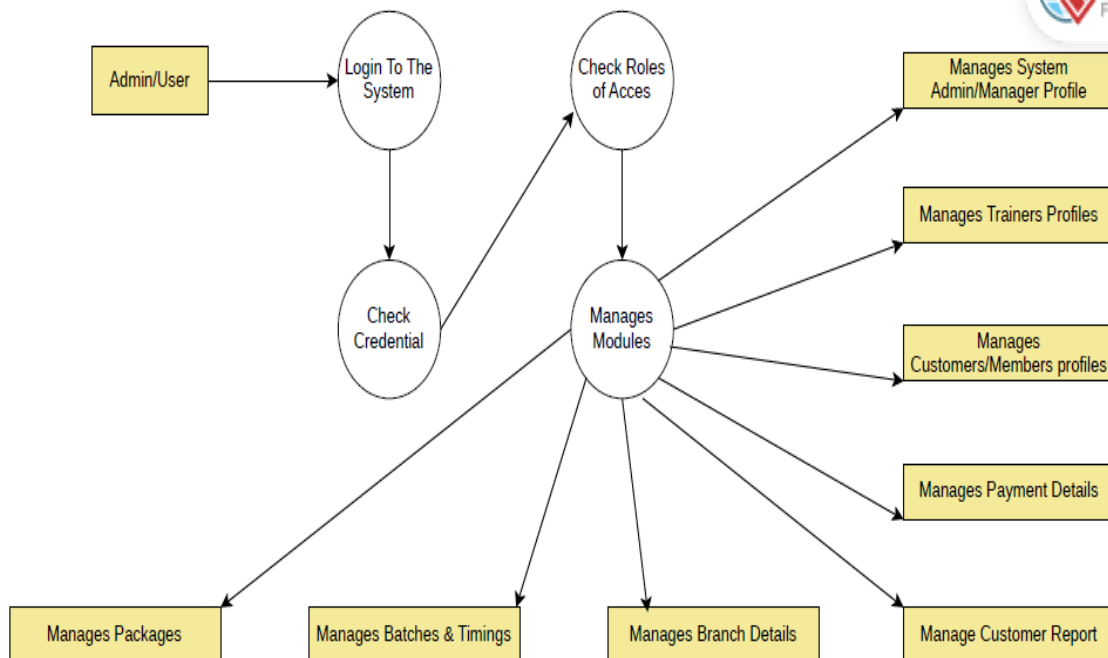 Admin/User
Login To The
System
Check Roles
of Acces
Manages System
Admin/Manager Profile
Manages Trainers Profiles
Check
Credential
Manages
Modules
Manages
Customers/Members profiles
Manages Payment Details
Manages Packages
Manages Batches & Timings
Manages Branch Details
Manage Customer Report